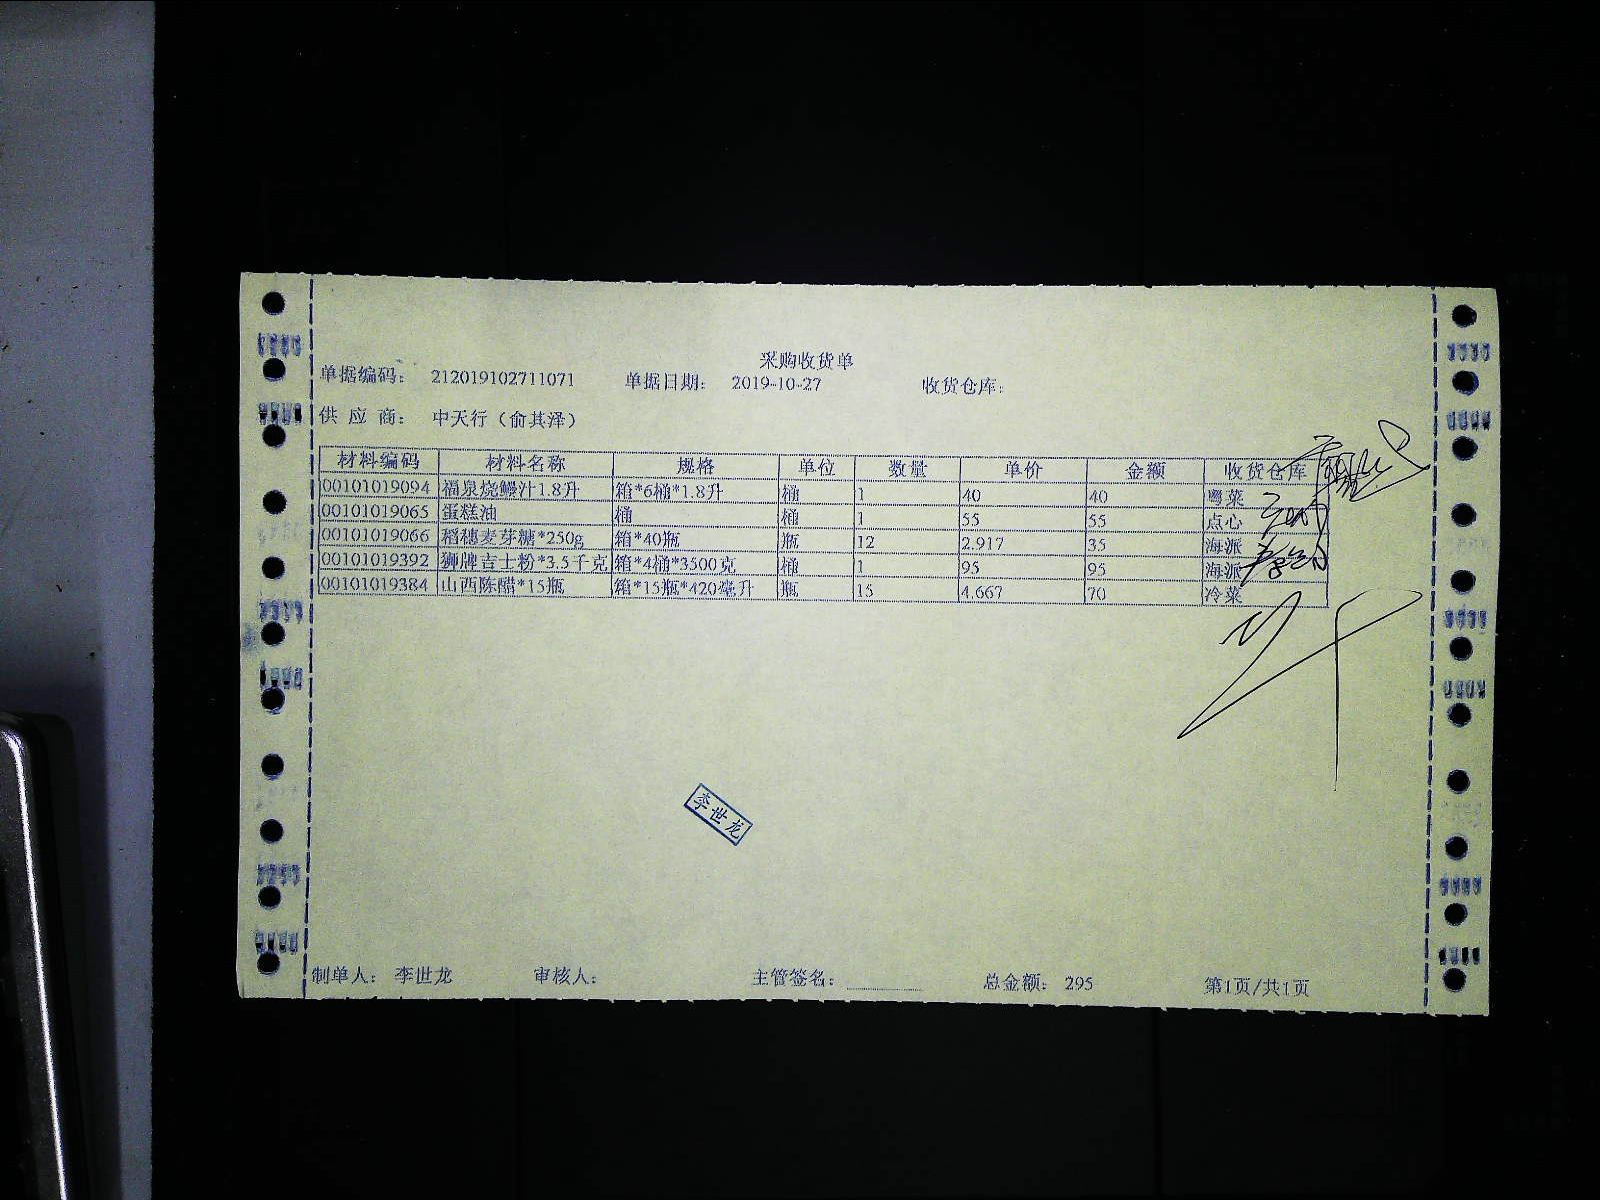 采购收货单
单据编码： 212019102711071 单据日期： 2019-10-27 收货仓库：
供 应 商： 中天行（俞其泽）
材料编码 材料名称 规格 单位 数量 单价 金额 收货仓库
00101019094 福泉烧鳗汁1.8升 箱*6桶*1.8升 桶 1 40 40 粤菜
00101019065 蛋糕油 桶 桶 1 55 55 点心
00101019066 稻穗麦芽糖*250g 箱*40瓶 瓶 12 2.917 35 海派
00101019392 狮牌吉士粉*3.5千克 箱*4桶*3500克 桶 1 95 95 海派
00101019384 山西陈醋*15瓶 箱*15瓶*420毫升 瓶 15 4.667 70 冷菜
李世龙
制单人： 李世龙 审核人： 主管签名： 总金额： 295 第1页/共1页